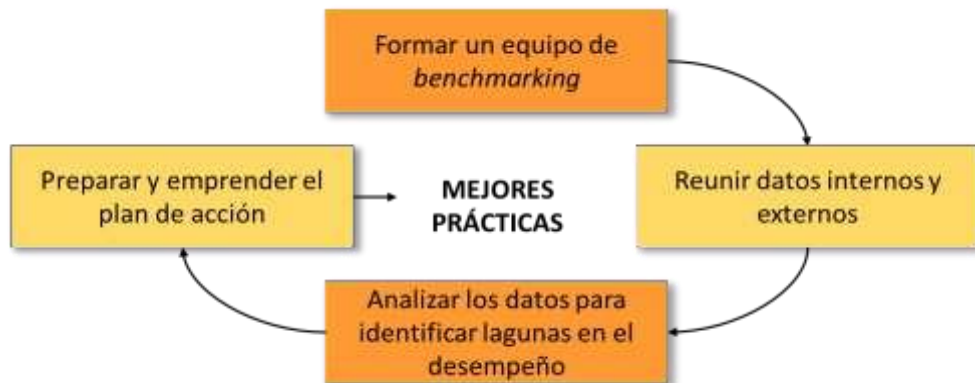 Formar un equipo de
benchmarking
Preparar y emprender el
plan de acción
MEJORES
PRÁCTICAS
Reunir datos internos y
externos
Analizar los datos para
identificar lagunas en el
desempeño